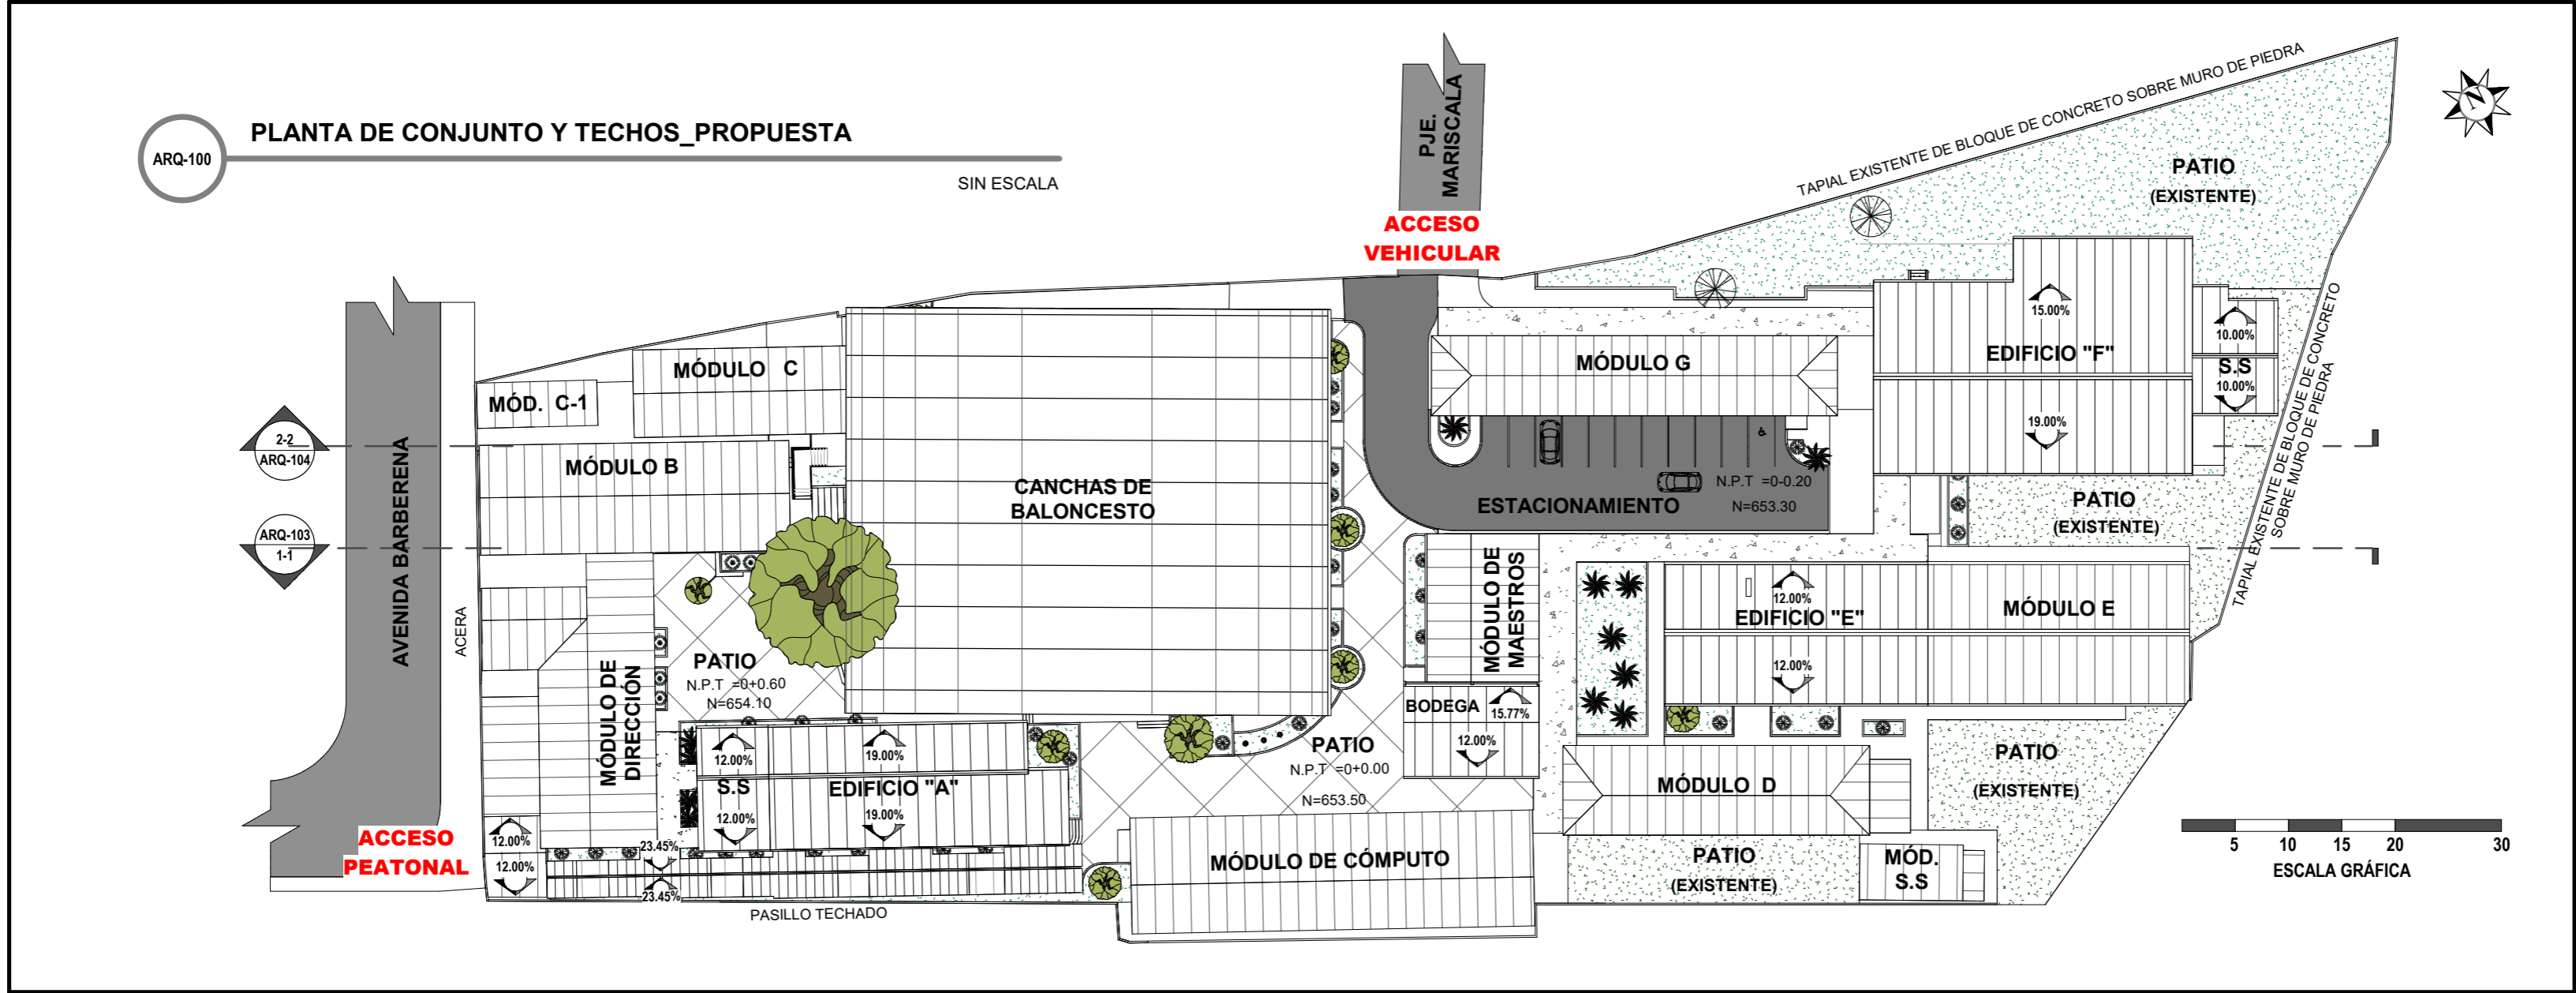 PLANTA DE CONJUNTO Y TECHOS_PROPUESTA
ARQ-100
SIN ESCALA
PJE.
MARISCALA
ACCESO
VEHICULAR
TAPIAL EXISTENTE DE BLOQUE DE CONCRETO SOBRE MURO DE PIEDRA
N
PATIO
(EXISTENTE)
15.00%
EDIFICIO "F"
19.00%
10.00%
S.S
10.00%
TAPIAL EXISTENTE DE BLOQUE DE CONCRETO
SOBRE MURO DE PIEDRA
MÓDULO C
MÓD. C-1
MÓDULO G
2-2
ARQ-104
MÓDULO B
AVENIDA BARBERENA
CANCHAS DE
BALONCESTO
N.P.T =0-0.20
ESTACIONAMIENTO
N=653.30
PATIO
(EXISTENTE)
ARQ-103
1-1
ACERA
MÓDULO DE
MAESTROS
12.00%
EDIFICIO "E"
12.00%
MÓDULO E
PATIO
N.P.T =0+0.60
N=654.10
MÓDULO DE
DIRECCIÓN
BODEGA
15.77%
12.00%
PATIO
N.P.T =0+0.00
N=653.50
12.00%
S.S
12.00%
19.00%
EDIFICIO "A"
19.00%
MÓDULO D
PATIO
(EXISTENTE)
ACCESO
PEATONAL
12.00%
12.00%
23.45%
23.45%
PASILLO TECHADO
MÓDULO DE CÓMPUTO
PATIO
(EXISTENTE)
MÓD.
S.S
5 10 15 20 30
ESCALA GRÁFICA